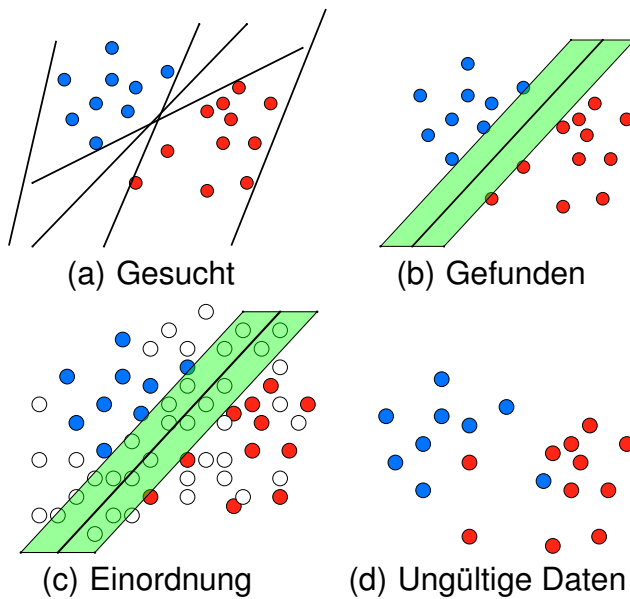 (a) Gesucht
(b) Gefunden
(c) Einordnung
(d) Ungültige Daten